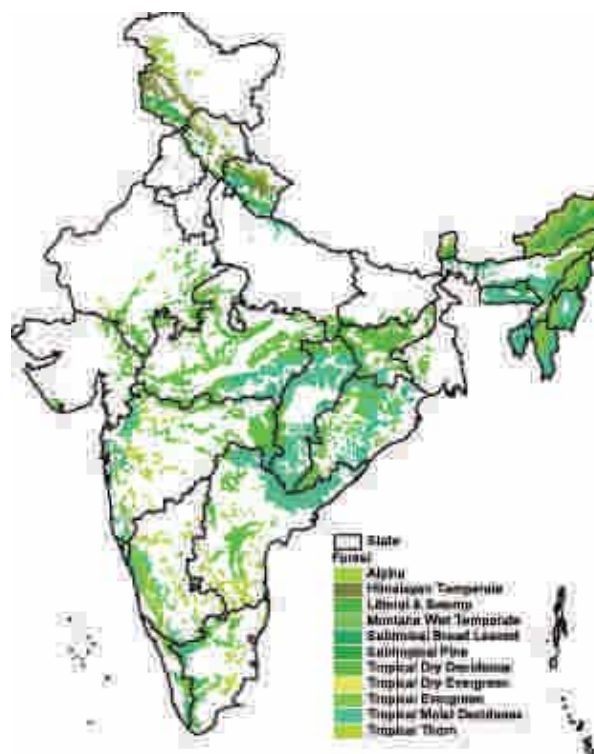 State
Forest
Alpine
Himalayan Temperate
Littoral & Swamp
Montane Wet Temperate
Subtropical Broad Leaved
Subtropical Pine
Tropical Dry Deciduous
Tropical Dry Evergreen
Tropical Evergreen
Tropical Moist Deciduous
Tropical Thorn